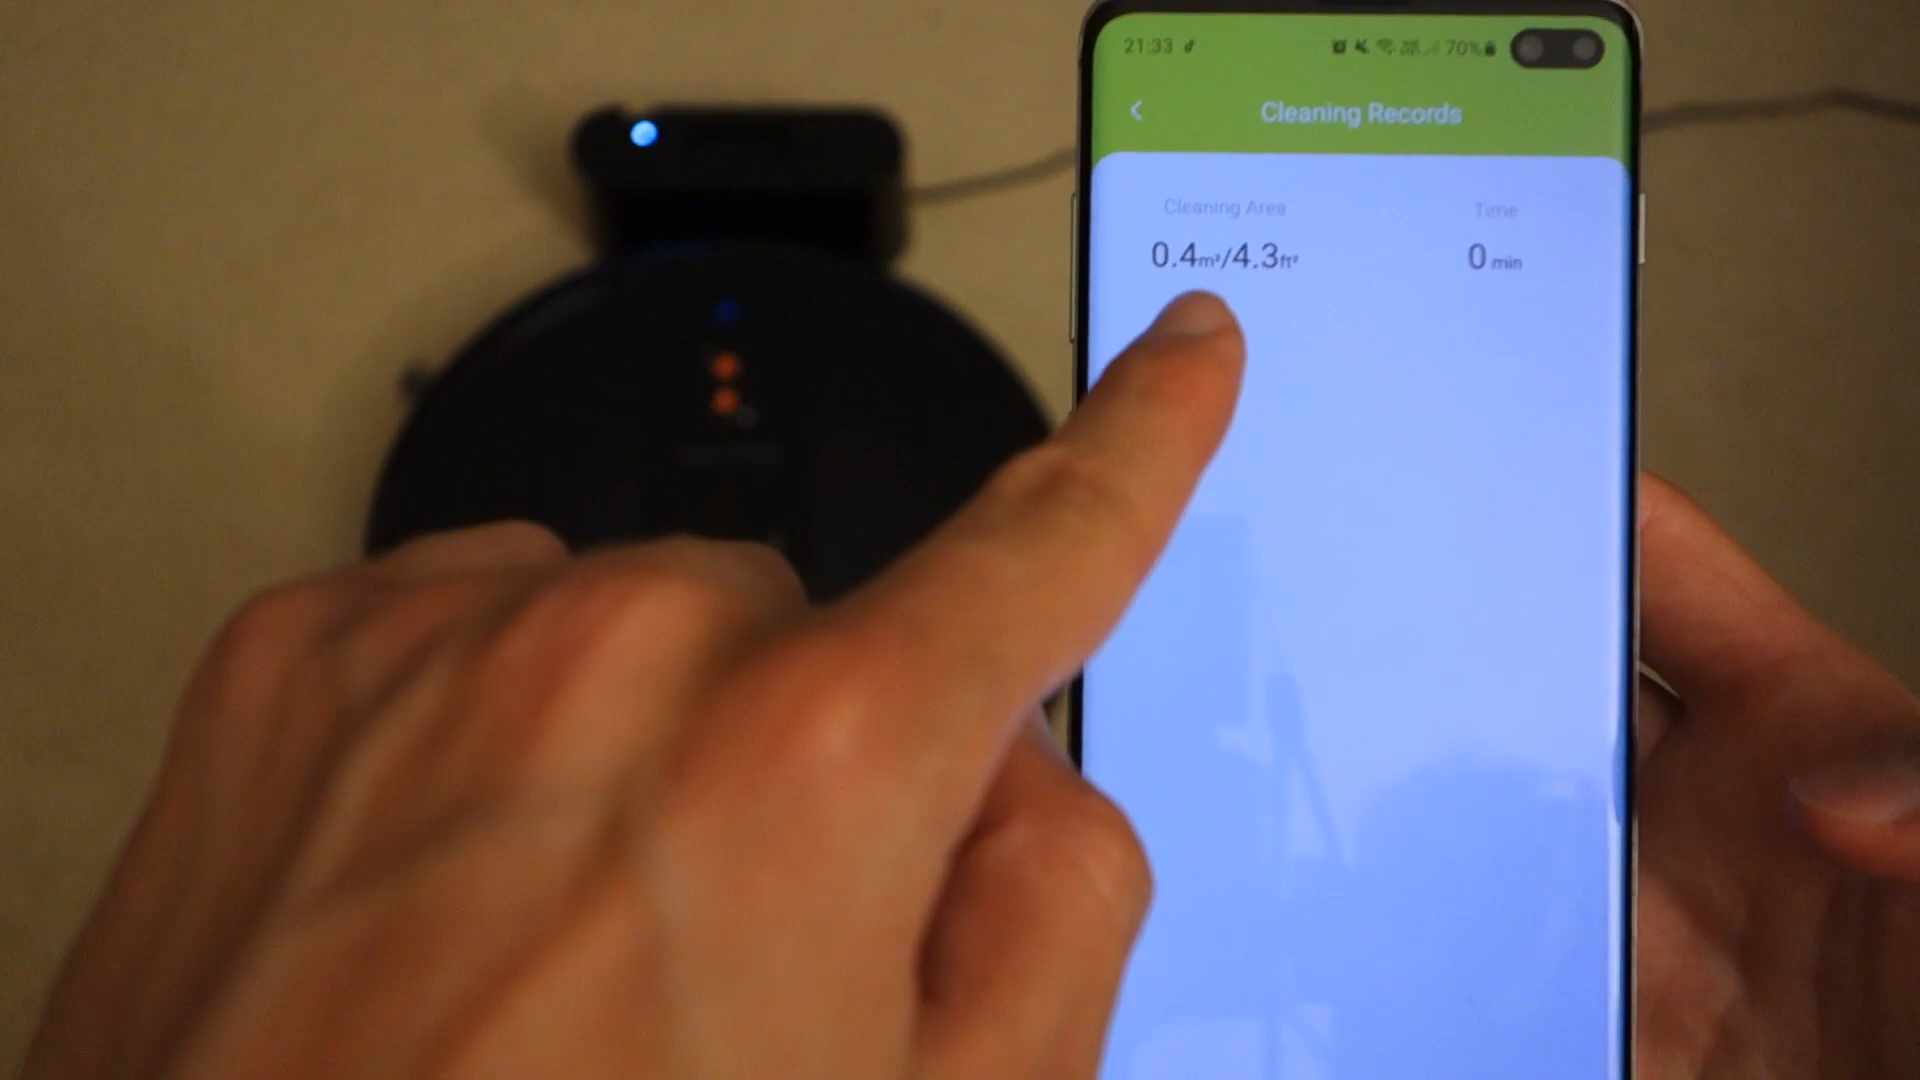 21:33 70%
Cleaning Records
Cleaning Area Time
0.4m²/4.3ft² 0 min